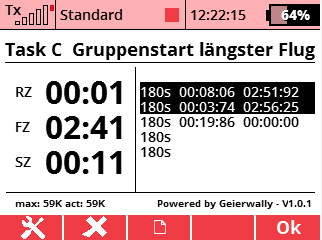 Tx Standard 12:22:15 64%
Task C Gruppenstart längster Flug
RZ 00:01
FZ 02:41
SZ 00:11
180s 00:08:06 02:51:92
180s 00:03:74 02:56:25
180s 00:19:86 00:00:00
180s
180s
max: 59K act: 59K Powered by Geierwally - V1.0.1
Ok